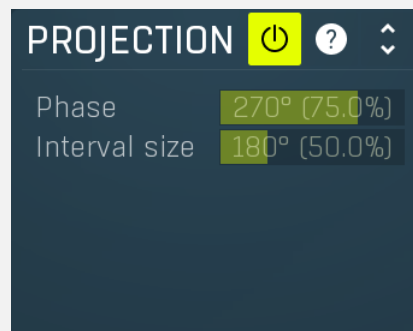 PROJECTION ?
Phase 270° (75.0%)
Interval size 180° (50.0%)